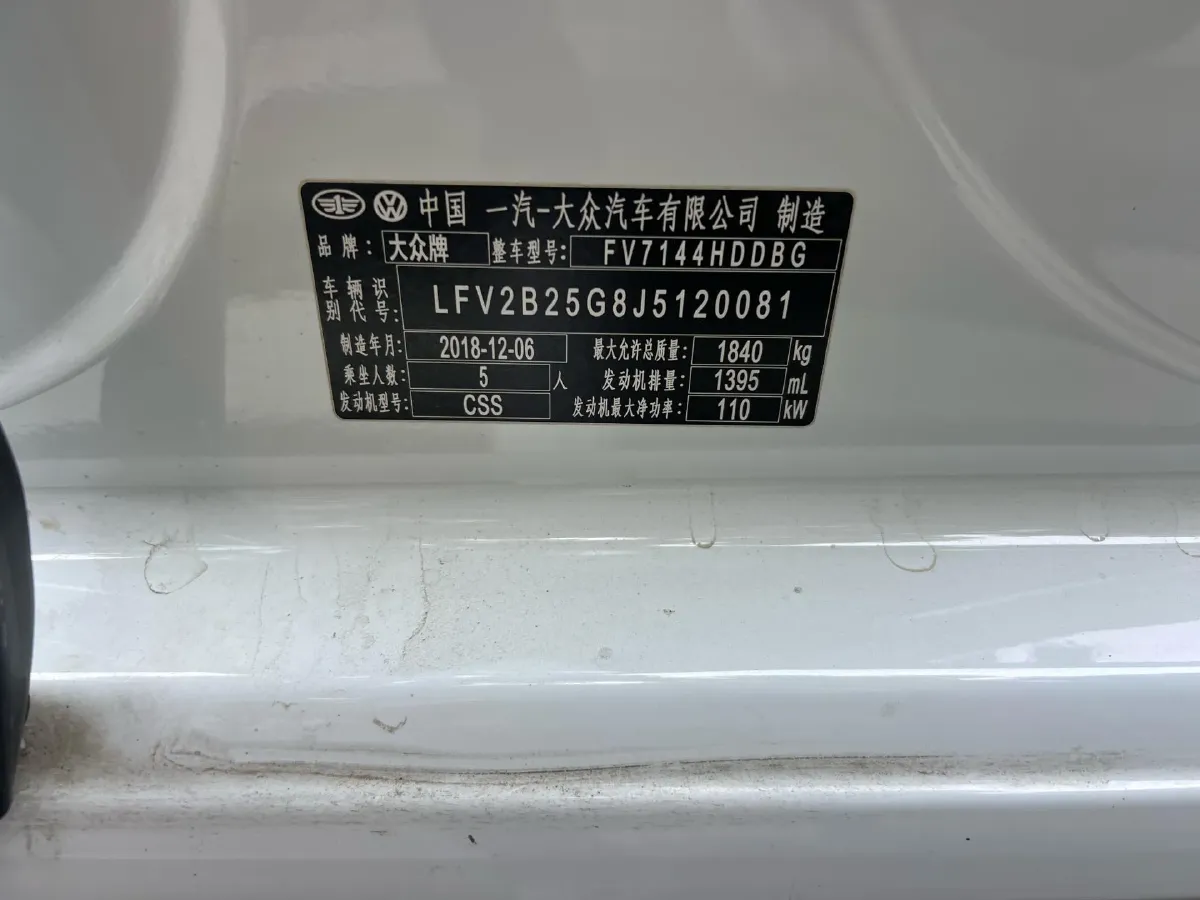 中国 一汽-大众汽车有限公司 制造
品牌: 大众牌 整车型号: FV7144HDDBG
车辆识别代号: LFV2B25G8J5120081
制造年月: 2018-12-06 最大允许总质量: 1840 kg
乘坐人数: 5 人 发动机排量: 1395 mL
发动机型号: CSS 发动机最大净功率: 110 kW